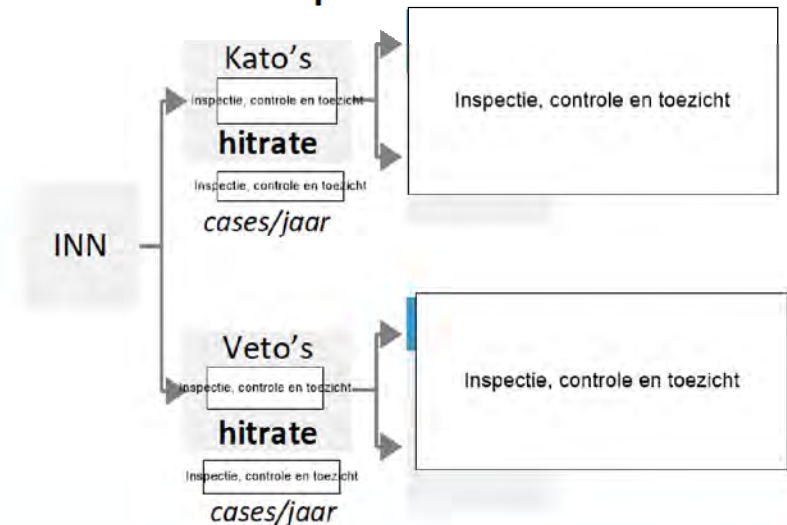 Kato's
Inspectie, controle en toezicht
hitrate
Inspectie, controle en toezicht
cases/jaar
Inspectie, controle en toezicht
INN
Veto's
Inspectie, controle en toezicht
hitrate
Inspectie, controle en toezicht
cases/jaar
Inspectie, controle en toezicht